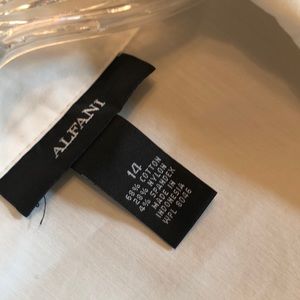 ALFANI
14
68% COTTON
28% NYLON
4% SPANDEX
MADE IN
INDONESIA
WPL 8046